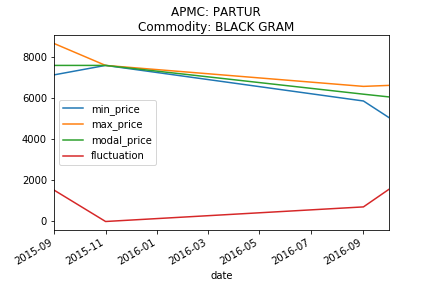 APMC: PARTUR
Commodity: BLACK GRAM
8000
6000
4000
2000
0
min_price
max_price
modal_price
fluctuation
2015-09
2015-11
2016-01
2016-03
2016-05
2016-07
2016-09
date